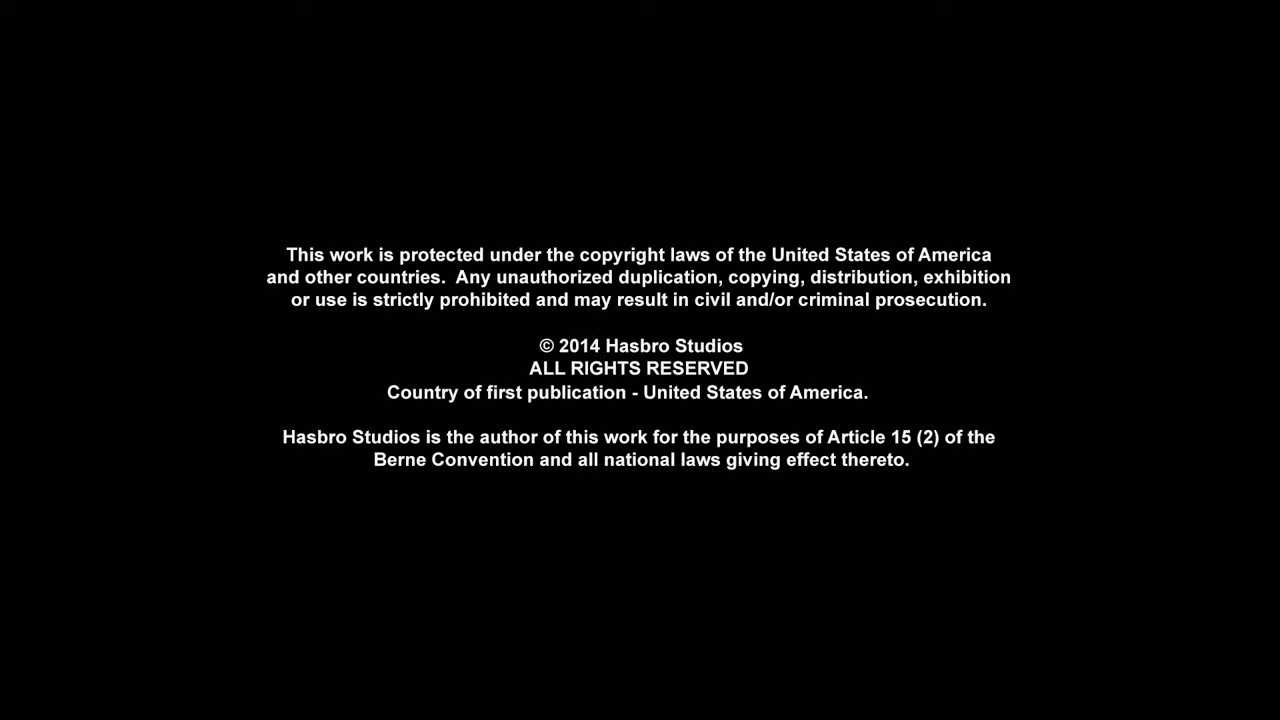 This work is protected under the copyright laws of the United States of America
and other countries.  Any unauthorized duplication, copying, distribution, exhibition
or use is strictly prohibited and may result in civil and/or criminal prosecution.
© 2014 Hasbro Studios
ALL RIGHTS RESERVED
Country of first publication - United States of America.
Hasbro Studios is the author of this work for the purposes of Article 15 (2) of the
Berne Convention and all national laws giving effect thereto.